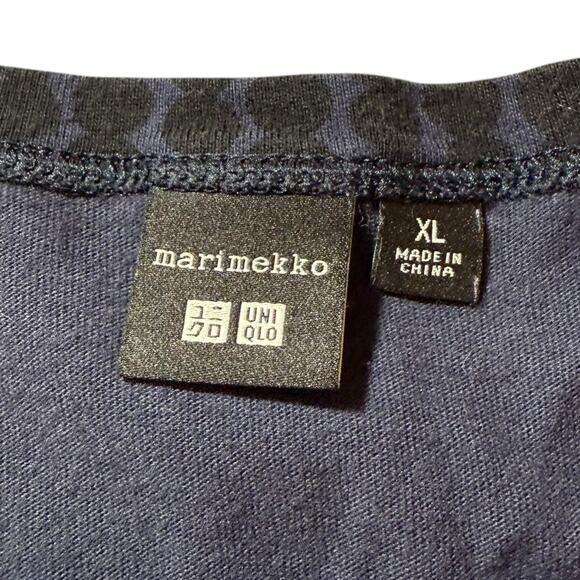 marimekko
ユニ UNI
クロ QLO
XL
MADE IN
CHINA